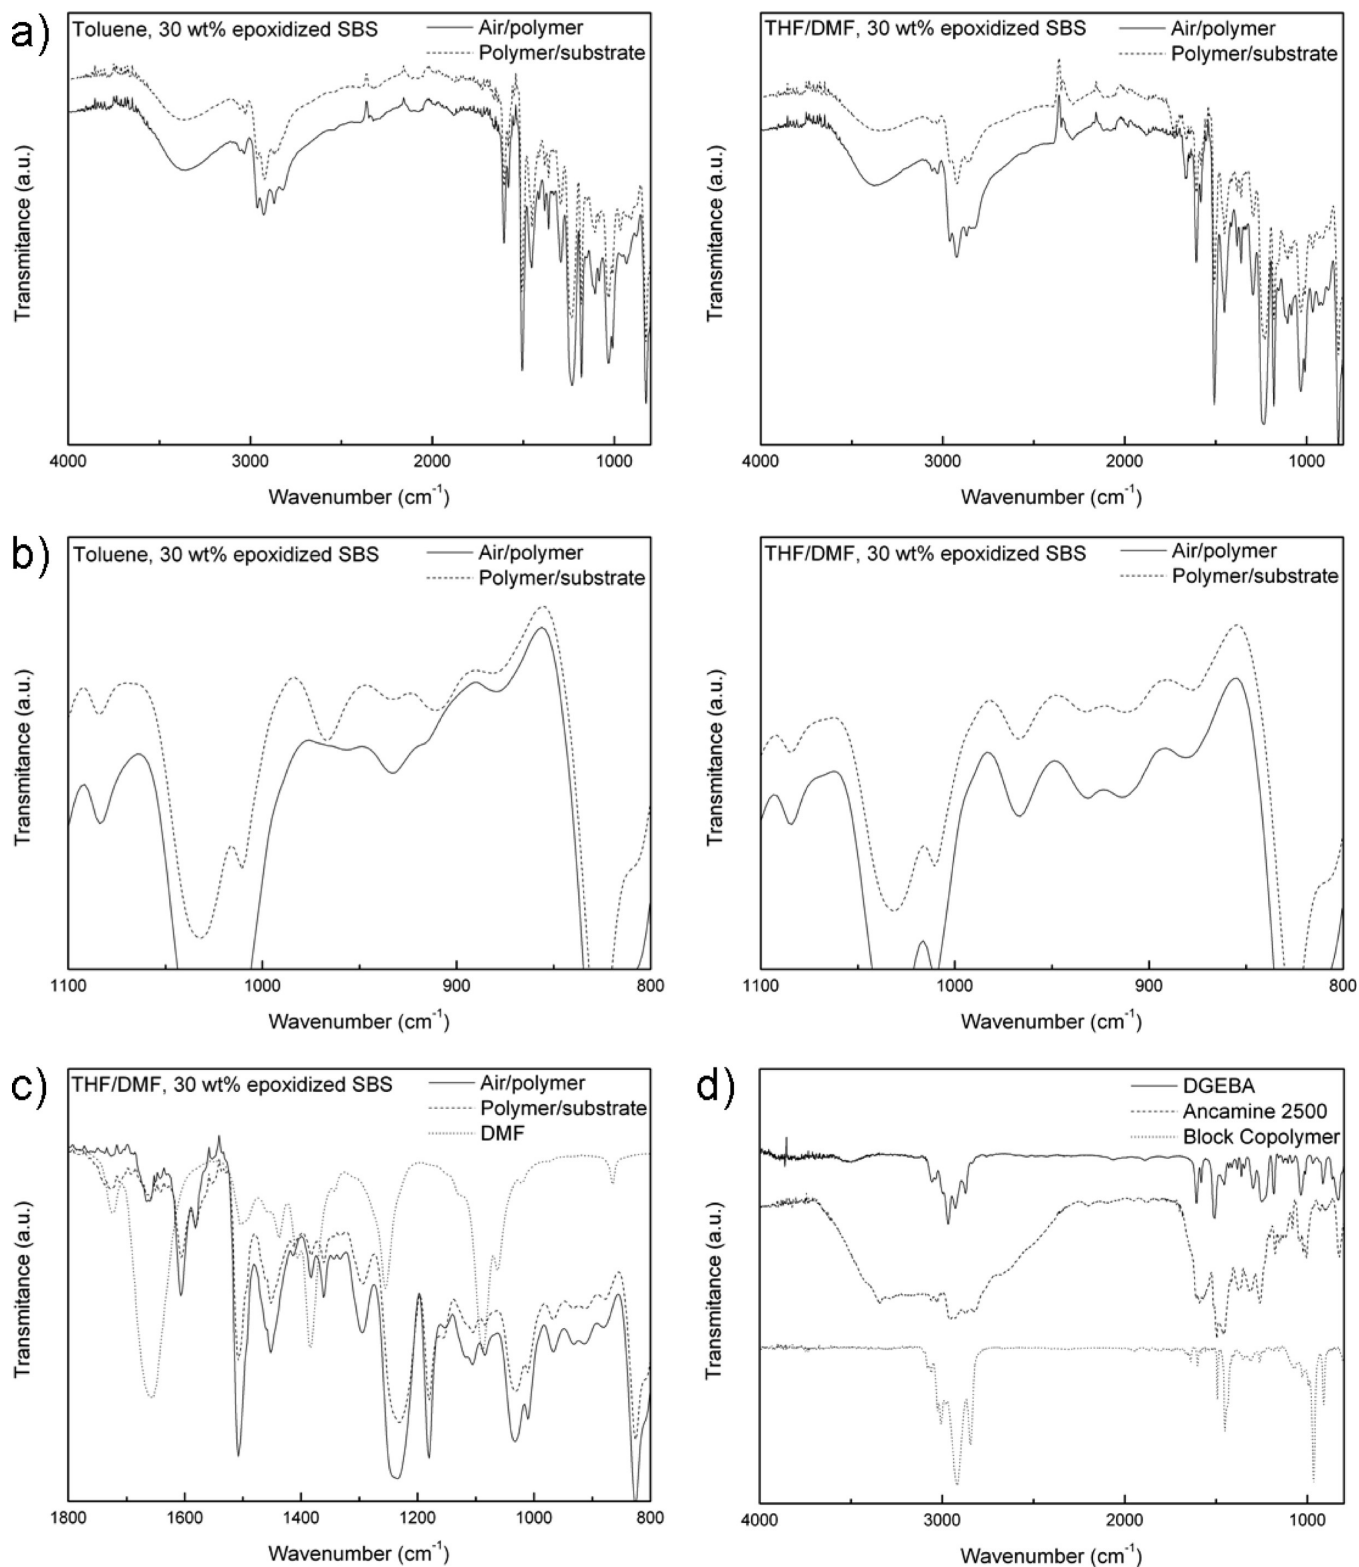 a)
Toluene, 30 wt% epoxidized SBS
Air/polymer
Polymer/substrate
Transmitance (a.u.)
4000 3000 2000 1000
Wavenumber (cm⁻¹)
THF/DMF, 30 wt% epoxidized SBS
Air/polymer
Polymer/substrate
Transmitance (a.u.)
4000 3000 2000 1000
Wavenumber (cm⁻¹)
b)
Toluene, 30 wt% epoxidized SBS
Air/polymer
Polymer/substrate
Transmitance (a.u.)
1100 1000 900 800
Wavenumber (cm⁻¹)
THF/DMF, 30 wt% epoxidized SBS
Air/polymer
Polymer/substrate
Transmitance (a.u.)
1100 1000 900 800
Wavenumber (cm⁻¹)
c)
THF/DMF, 30 wt% epoxidized SBS
Air/polymer
Polymer/substrate
DMF
Transmitance (a.u.)
1800 1600 1400 1200 1000 800
Wavenumber (cm⁻¹)
d)
DGEBA
Ancamine 2500
Block Copolymer
Transmitance (a.u.)
4000 3000 2000 1000
Wavenumber (cm⁻¹)